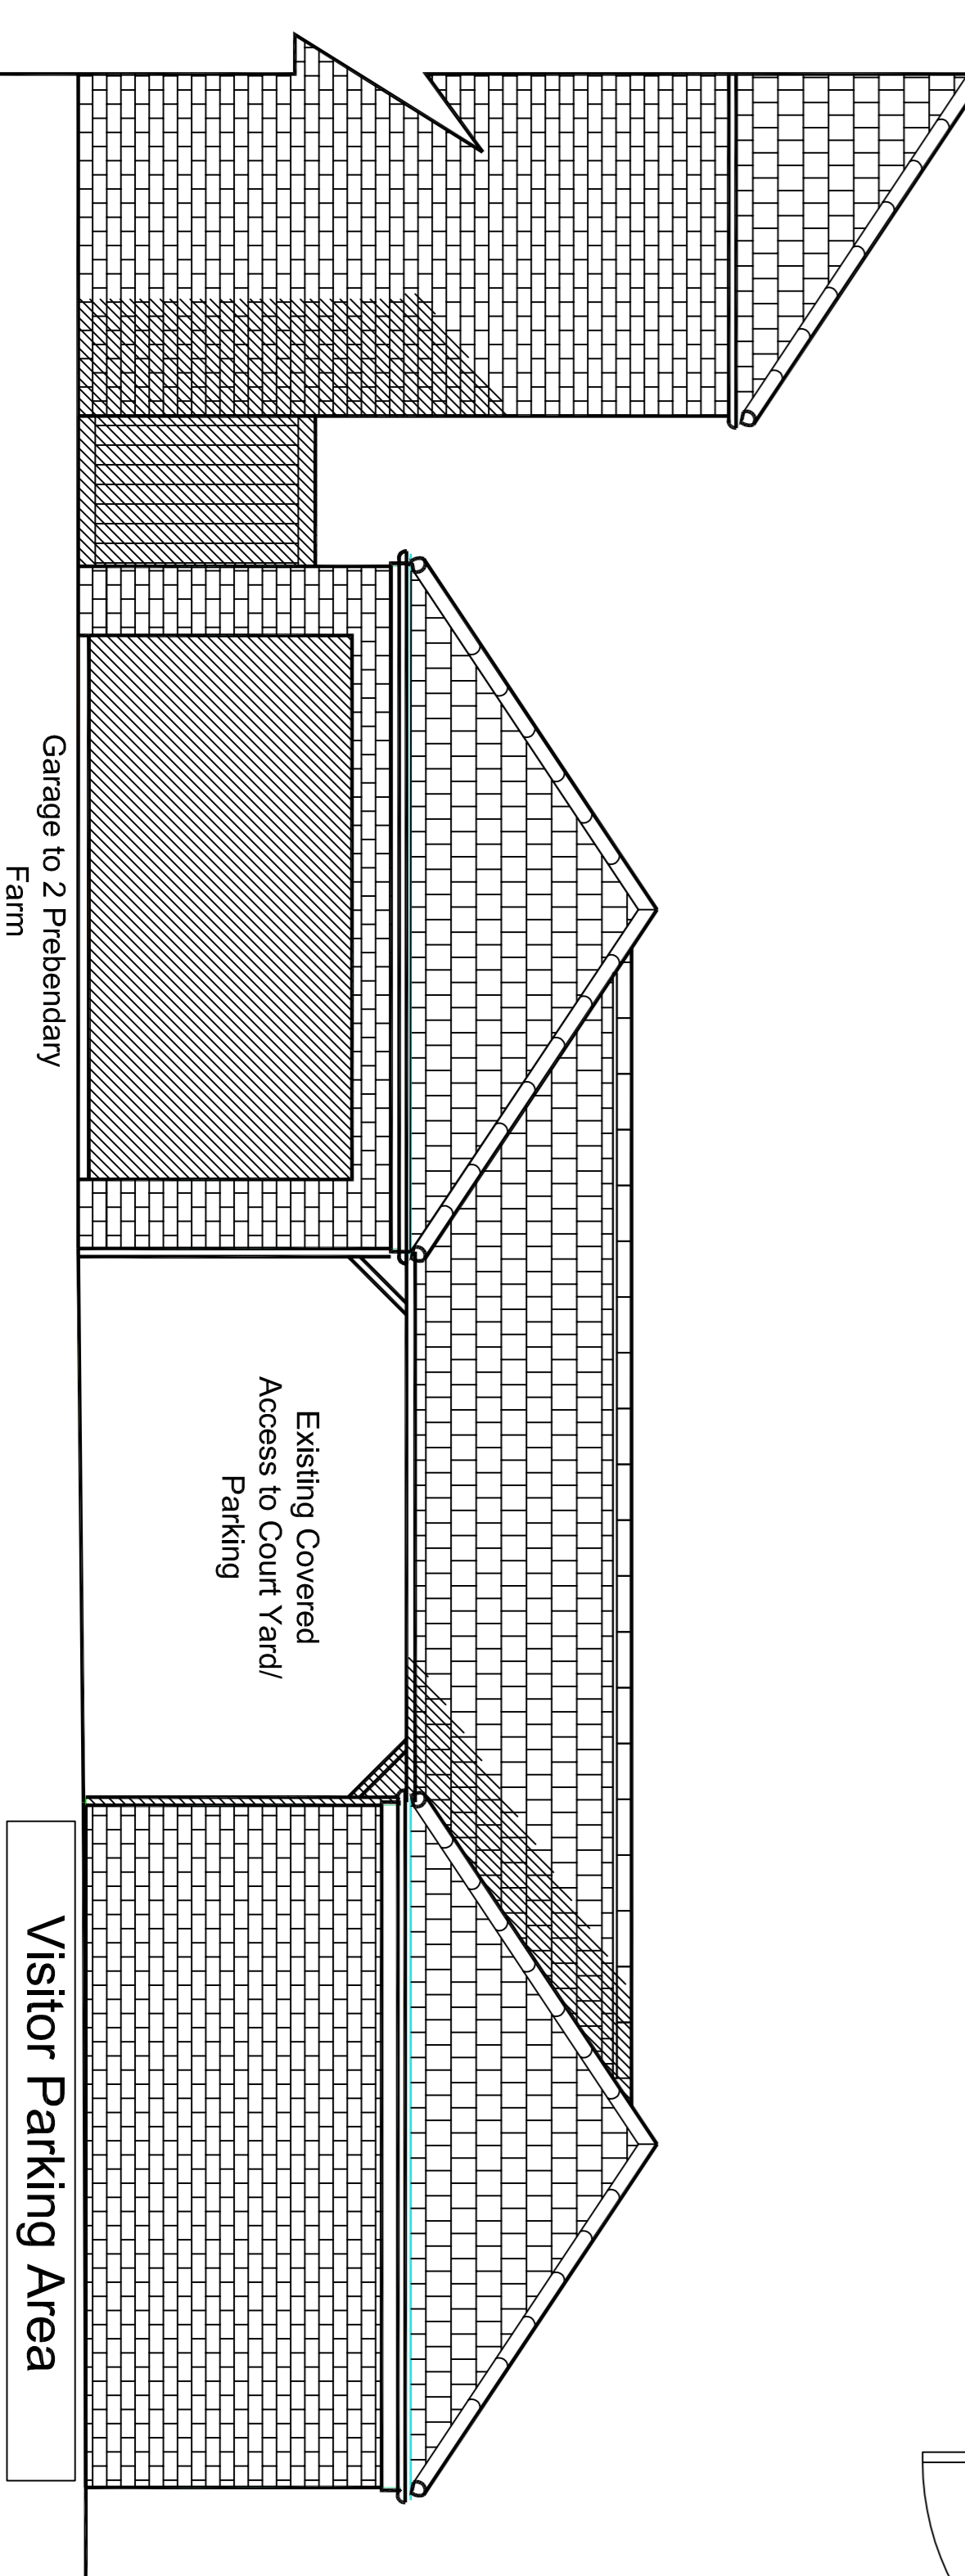 Garage to 2 Prebendary
Farm
Existing Covered
Access to Court Yard/
Parking
Visitor Parking Area